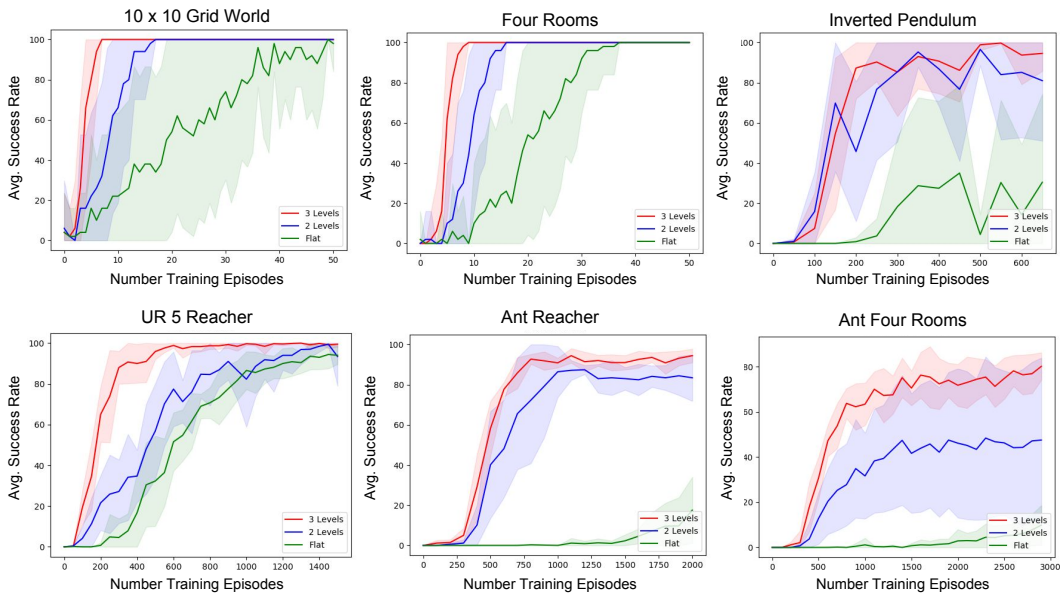 10 x 10 Grid World
Avg. Success Rate
100
80
60
40
20
0
3 Levels
2 Levels
Flat
0 10 20 30 40 50
Number Training Episodes
Four Rooms
Avg. Success Rate
100
80
60
40
20
0
3 Levels
2 Levels
Flat
0 10 20 30 40 50
Number Training Episodes
Inverted Pendulum
Avg. Success Rate
100
80
60
40
20
0
3 Levels
2 Levels
Flat
0 100 200 300 400 500 600
Number Training Episodes
UR 5 Reacher
Avg. Success Rate
100
80
60
40
20
0
3 Levels
2 Levels
Flat
0 200 400 600 800 1000 1200 1400
Number Training Episodes
Ant Reacher
Avg. Success Rate
100
80
60
40
20
0
3 Levels
2 Levels
Flat
0 250 500 750 1000 1250 1500 1750 2000
Number Training Episodes
Ant Four Rooms
Avg. Success Rate
80
60
40
20
0
3 Levels
2 Levels
Flat
0 500 1000 1500 2000 2500 3000
Number Training Episodes